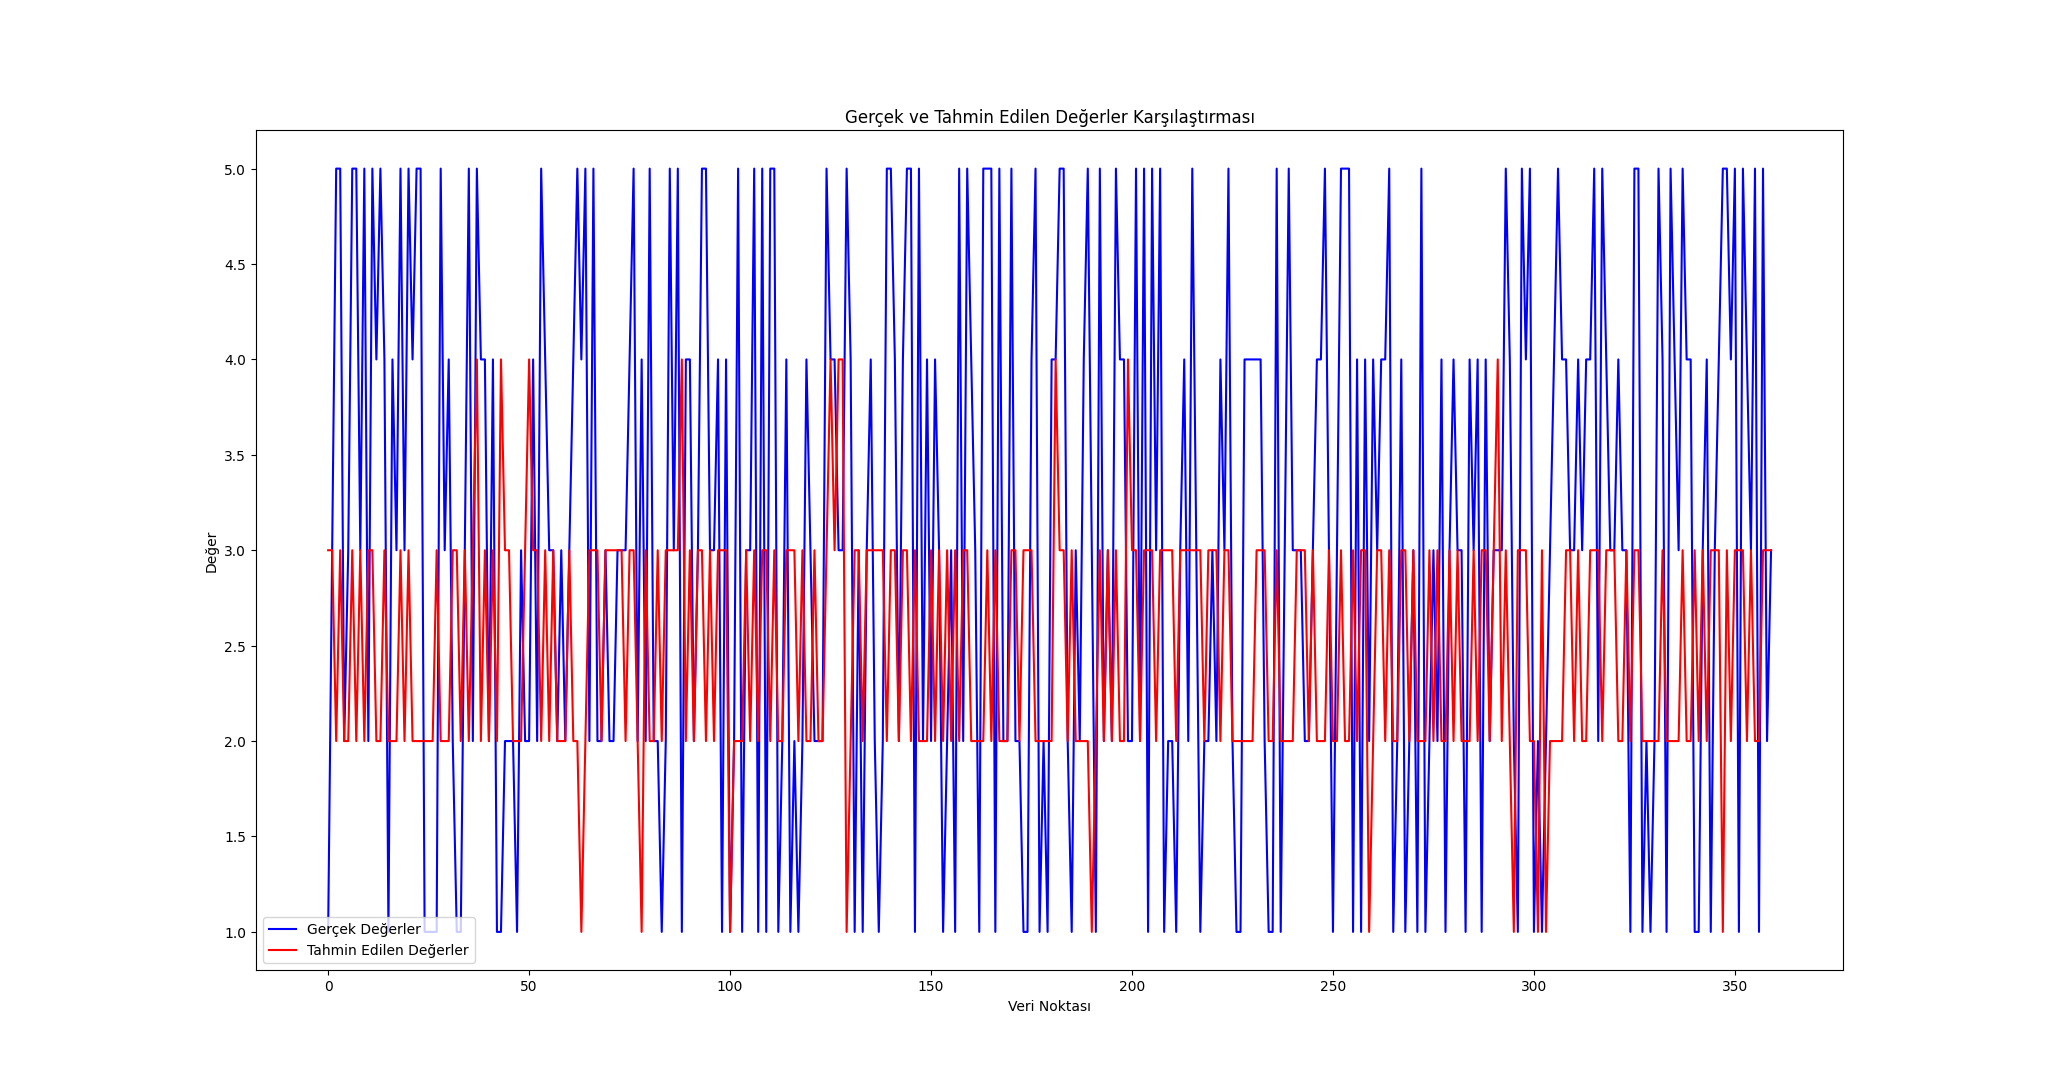 Gerçek ve Tahmin Edilen Değerler Karşılaştırması
5.0
4.5
4.0
3.5
3.0
2.5
2.0
1.5
1.0
Değer
Gerçek Değerler
Tahmin Edilen Değerler
0 50 100 150 200 250 300 350
Veri Noktası